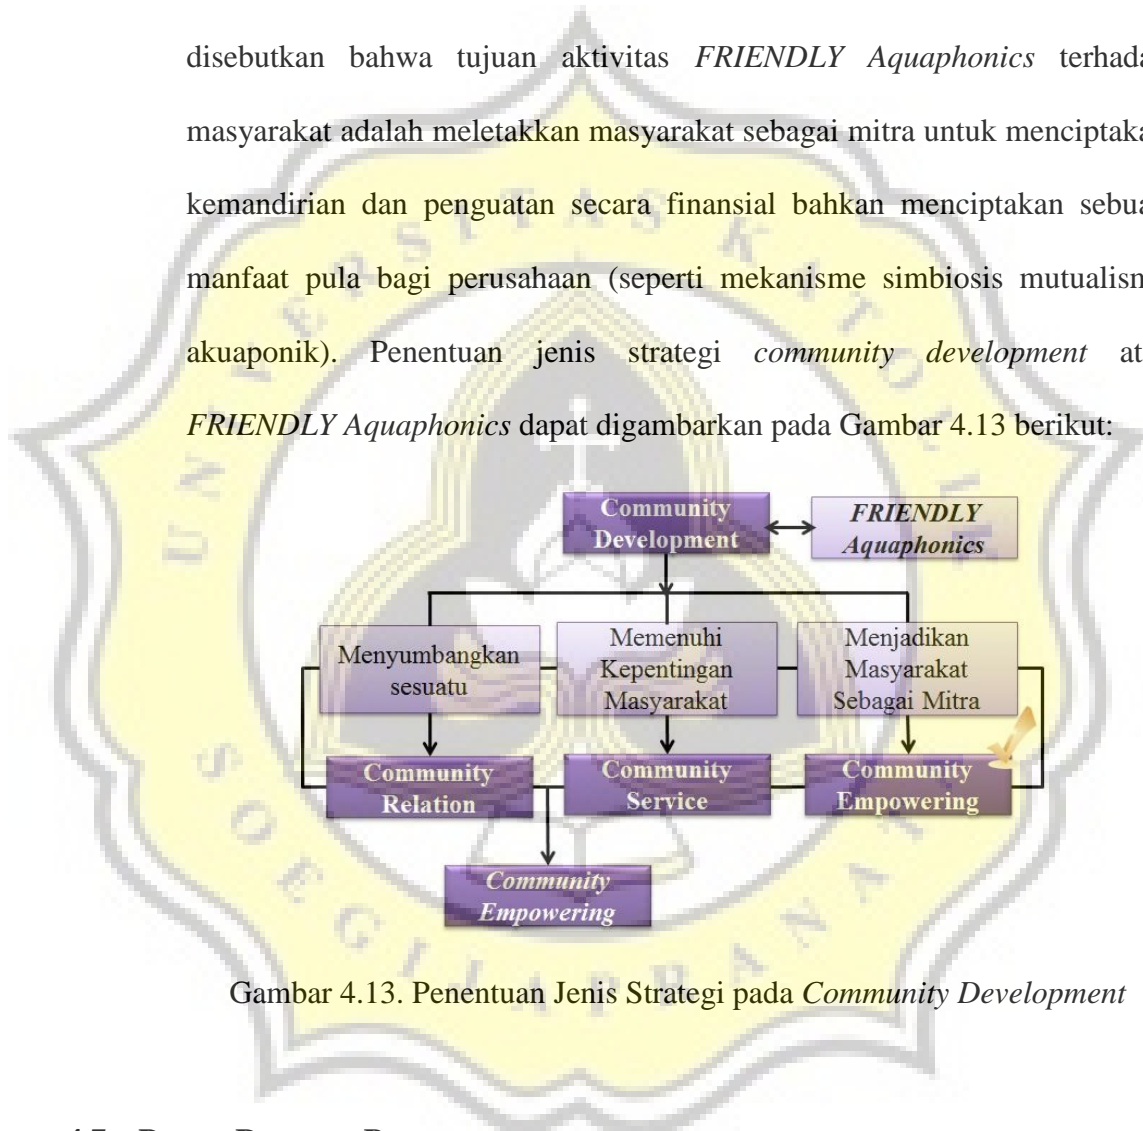 disebutkan bahwa tujuan aktivitas FRIENDLY Aquaphonics terhada
masyarakat adalah meletakkan masyarakat sebagai mitra untuk menciptaka
kemandirian dan penguatan secara finansial bahkan menciptakan sebua
manfaat pula bagi perusahaan (seperti mekanisme simbiosis mutualism
akuaponik). Penentuan jenis strategi community development at
FRIENDLY Aquaphonics dapat digambarkan pada Gambar 4.13 berikut:
Community
Development
FRIENDLY
Aquaphonics
Menyumbangkan
sesuatu
Memenuhi
Kepentingan
Masyarakat
Menjadikan
Masyarakat
Sebagai Mitra
Community
Relation
Community
Service
Community
Empowering
Community
Empowering
Gambar 4.13. Penentuan Jenis Strategi pada Community Development
UNIVERSITAS KATOLIK
SOEGIJAPRANATA